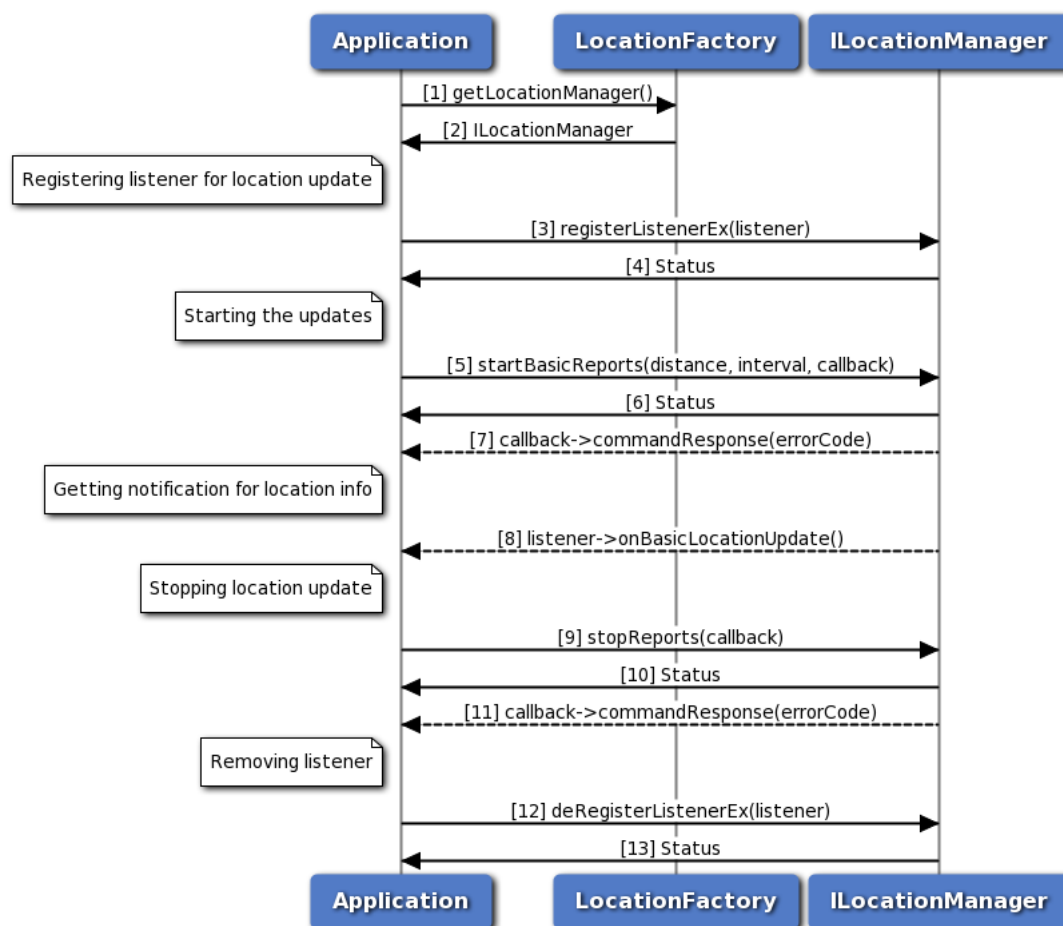 Application LocationFactory ILocationManager
[1] getLocationManager()
[2] ILocationManager
Registering listener for location update
[3] registerListenerEx(listener)
[4] Status
Starting the updates
[5] startBasicReports(distance, interval, callback)
[6] Status
[7] callback->commandResponse(errorCode)
Getting notification for location info
[8] listener->onBasicLocationUpdate()
Stopping location update
[9] stopReports(callback)
[10] Status
[11] callback->commandResponse(errorCode)
Removing listener
[12] deRegisterListenerEx(listener)
[13] Status
Application LocationFactory ILocationManager